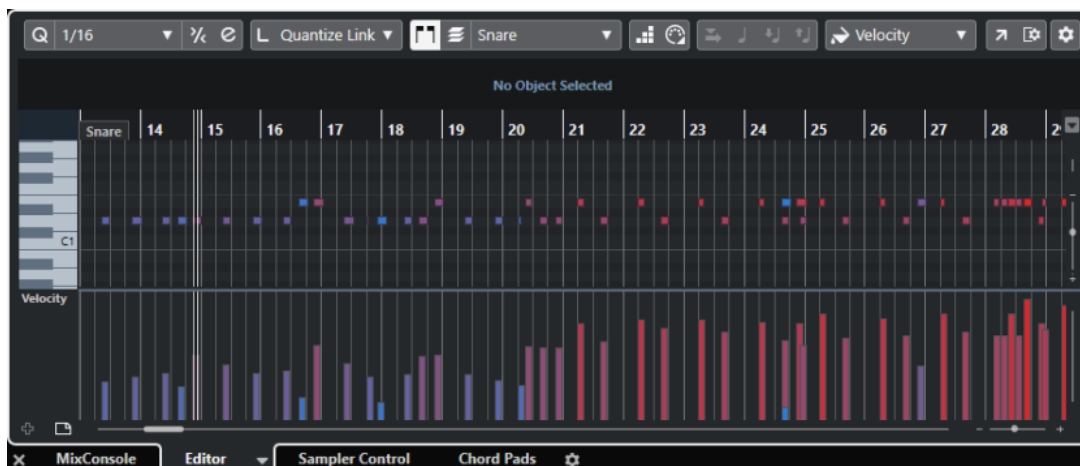 Q 1/16 L Quantize Link Snare Velocity
No Object Selected
Snare 14 15 16 17 18 19 20 21 22 23 24 25 26 27 28
C1
Velocity
MixConsole Editor Sampler Control Chord Pads